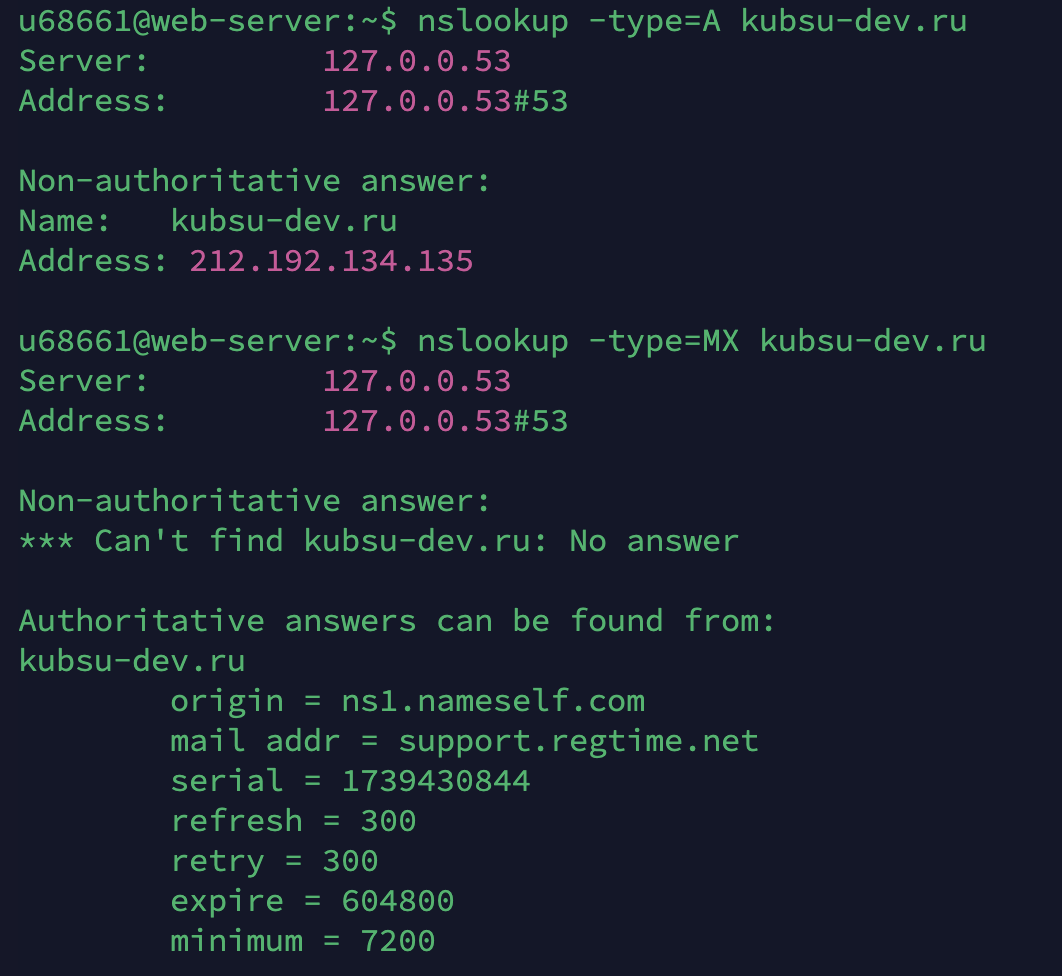 u68661@web-server:~$ nslookup -type=A kubsu-dev.ru
Server:         127.0.0.53
Address:        127.0.0.53#53

Non-authoritative answer:
Name:   kubsu-dev.ru
Address: 212.192.134.135

u68661@web-server:~$ nslookup -type=MX kubsu-dev.ru
Server:         127.0.0.53
Address:        127.0.0.53#53

Non-authoritative answer:
*** Can't find kubsu-dev.ru: No answer

Authoritative answers can be found from:
kubsu-dev.ru
        origin = ns1.nameself.com
        mail addr = support.regtime.net
        serial = 1739430844
        refresh = 300
        retry = 300
        expire = 604800
        minimum = 7200